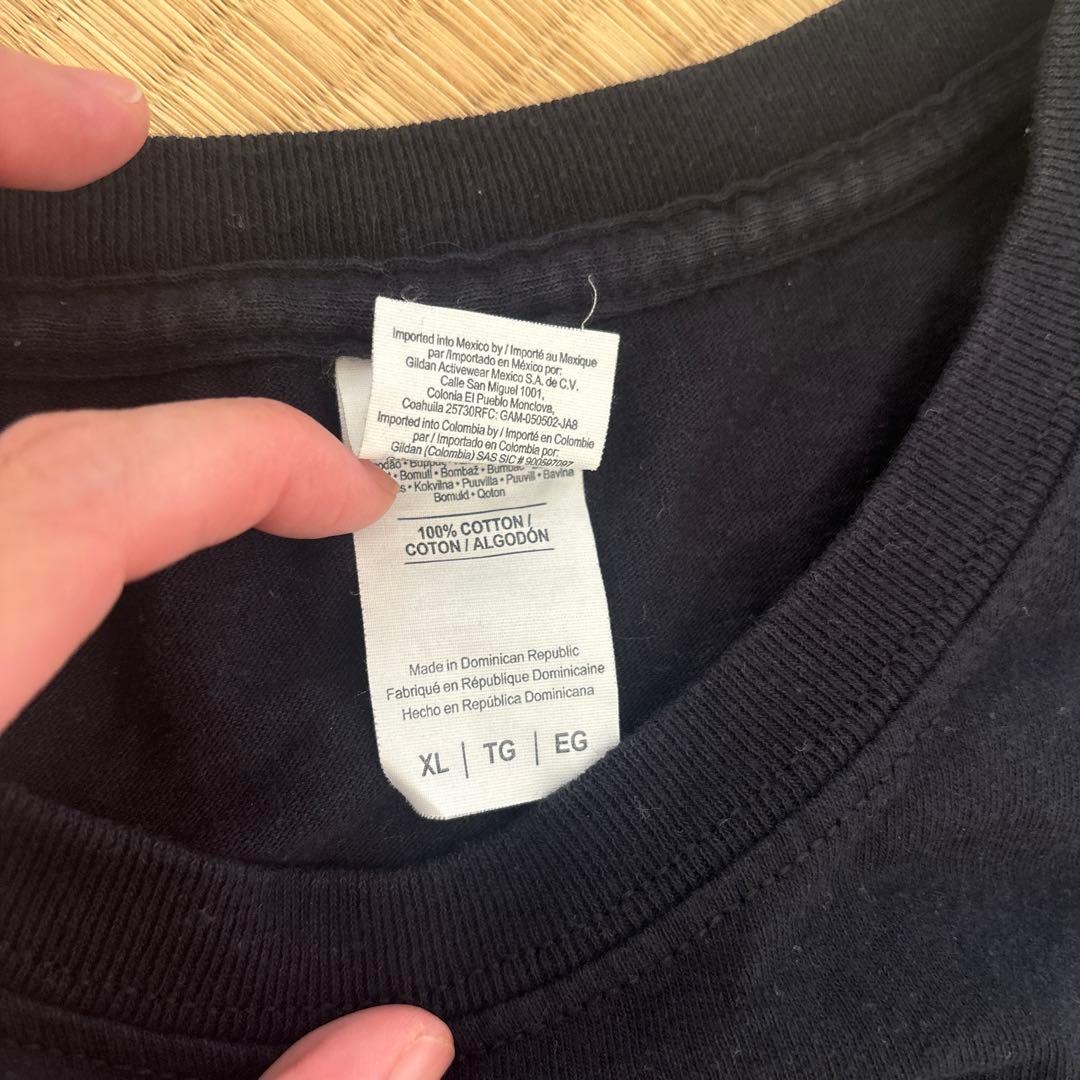 Imported into Mexico by / Importé au Mexique
par /Importado en México por:
Gildan Activewear Mexico S.A. de C.V.
Calle San Miguel 1001,
Colonia El Pueblo Monclova,
Coahuila 25730RFC: GAM-050502-JA8
Imported into Colombia by / Importé en Colombie
par / Importado en Colombia por:
Gildan (Colombia) SAS SIC # 900597097
• Bomull • Bombaž •
• Kokvilna • Puuvilla • Puuvill • Bavlna
Bomuld • Qoton
100% COTTON /
COTON / ALGODÓN
Made in Dominican Republic
Fabriqué en République Dominicaine
Hecho en República Dominicana
XL | TG | EG